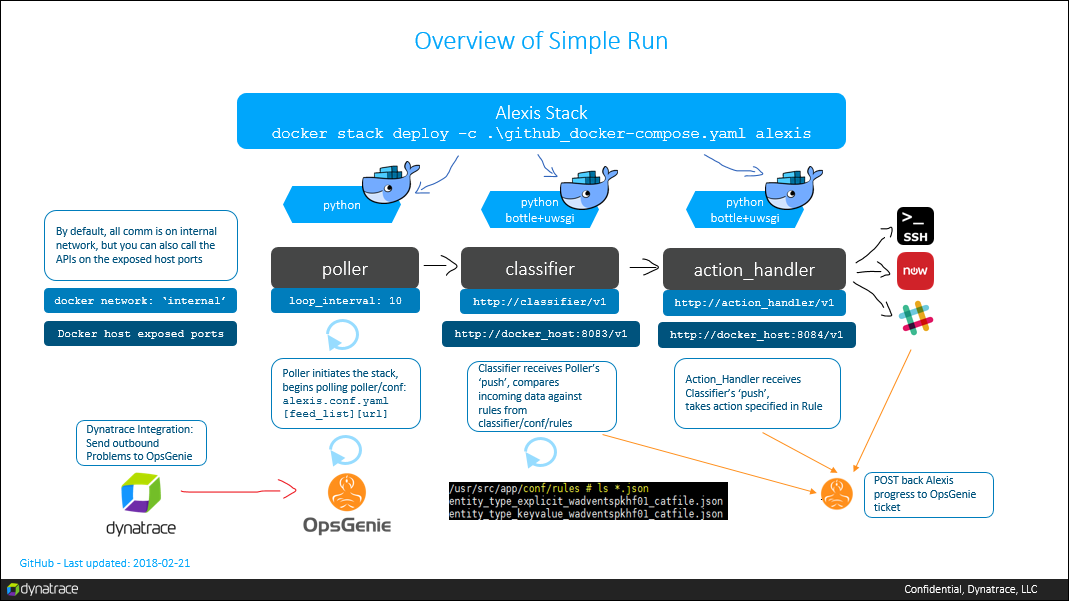 Overview of Simple Run
Alexis Stack
docker stack deploy -c .\github_docker-compose.yaml alexis
python
python
bottle+uwsgi
python
bottle+uwsgi
By default, all comm is on internal
network, but you can also call the
APIs on the exposed host ports
docker network: 'internal'
Docker host exposed ports
poller
loop_interval: 10
classifier
http://classifier/v1
http://docker_host:8083/v1
action_handler
http://action_handler/v1
http://docker_host:8084/v1
>_
SSH
now
Poller initiates the stack,
begins polling poller/conf:
alexis.conf.yaml
[feed_list][url]
Classifier receives Poller's
'push', compares
incoming data against
rules from
classifier/conf/rules
Action_Handler receives
Classifier's 'push',
takes action specified in Rule
Dynatrace Integration:
Send outbound
Problems to OpsGenie
dynatrace
OpsGenie
/usr/src/app/conf/rules # ls *.json
entity_type_explicit_wadventspkhf01_catfile.json
entity_type_keyvalue_wadventspkhf01_catfile.json
POST back Alexis
progress to OpsGenie
ticket
GitHub - Last updated: 2018-02-21
dynatrace
Confidential, Dynatrace, LLC